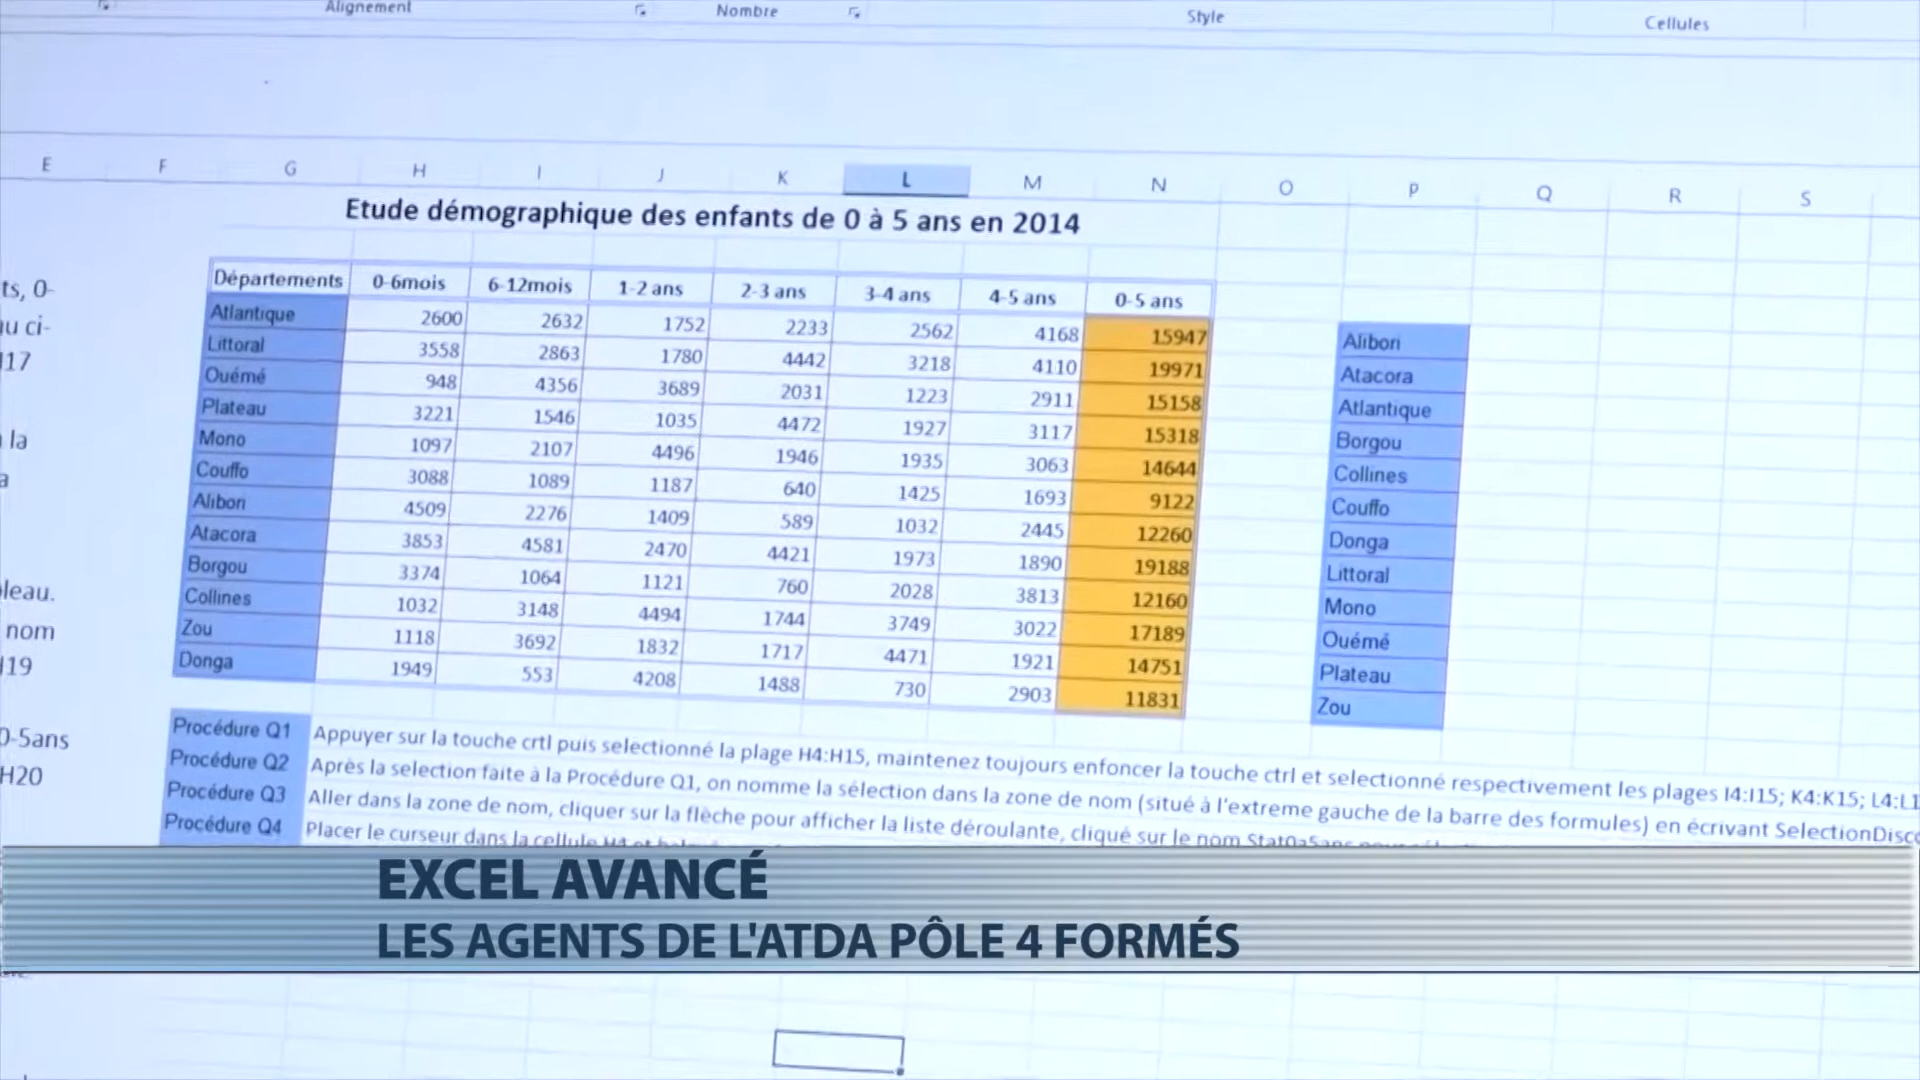 Alignement Nombre Style Cellules
E F G H I J K L M N O P Q R S
Etude démographique des enfants de 0 à 5 ans en 2014
Départements 0-6mois 6-12mois 1-2 ans 2-3 ans 3-4 ans 4-5 ans 0-5 ans
Atlantique 2600 2632 1752 2233 2562 4168 15947
Littoral 3558 2863 1780 4442 3218 4110 19971
Ouémé 948 4356 3689 2031 1223 2911 15158
Plateau 3221 1546 1035 4472 1927 3117 15318
Mono 1097 2107 4496 1946 1935 3063 14644
Couffo 3088 1089 1187 640 1425 1693 9122
Alibori 4509 2276 1409 589 1032 2445 12260
Atacora 3853 4581 2470 4421 1973 1890 19188
Borgou 3374 1064 1121 760 2028 3813 12160
Collines 1032 3148 4494 1744 3749 3022 17189
Zou 1118 3692 1832 1717 4471 1921 14751
Donga 1949 553 4208 1488 730 2903 11831
Alibori
Atacora
Atlantique
Borgou
Collines
Couffo
Donga
Littoral
Mono
Ouémé
Plateau
Zou
ts, 0-
au ci-
la
leau.
nom
0-5ans
H20
Procédure Q1 Appuyer sur la touche crtl puis selectionné la plage H4:H15, maintenez toujours enfoncer la touche ctrl et selectionné respectivement les plages I4:I15; K4:K15; L4:L1
Procédure Q2 Après la selection faite à la Procédure Q1, on nomme la sélection dans la zone de nom (situé à l'extreme gauche de la barre des formules) en écrivant SelectionDisco
Procédure Q3 Aller dans la zone de nom, cliquer sur la flèche pour afficher la liste déroulante, cliqué sur le nom Stat0a5ans
Procédure Q4 Placer le curseur dans la cellule H4 et
EXCEL AVANCÉ
LES AGENTS DE L'ATDA PÔLE 4 FORMÉS